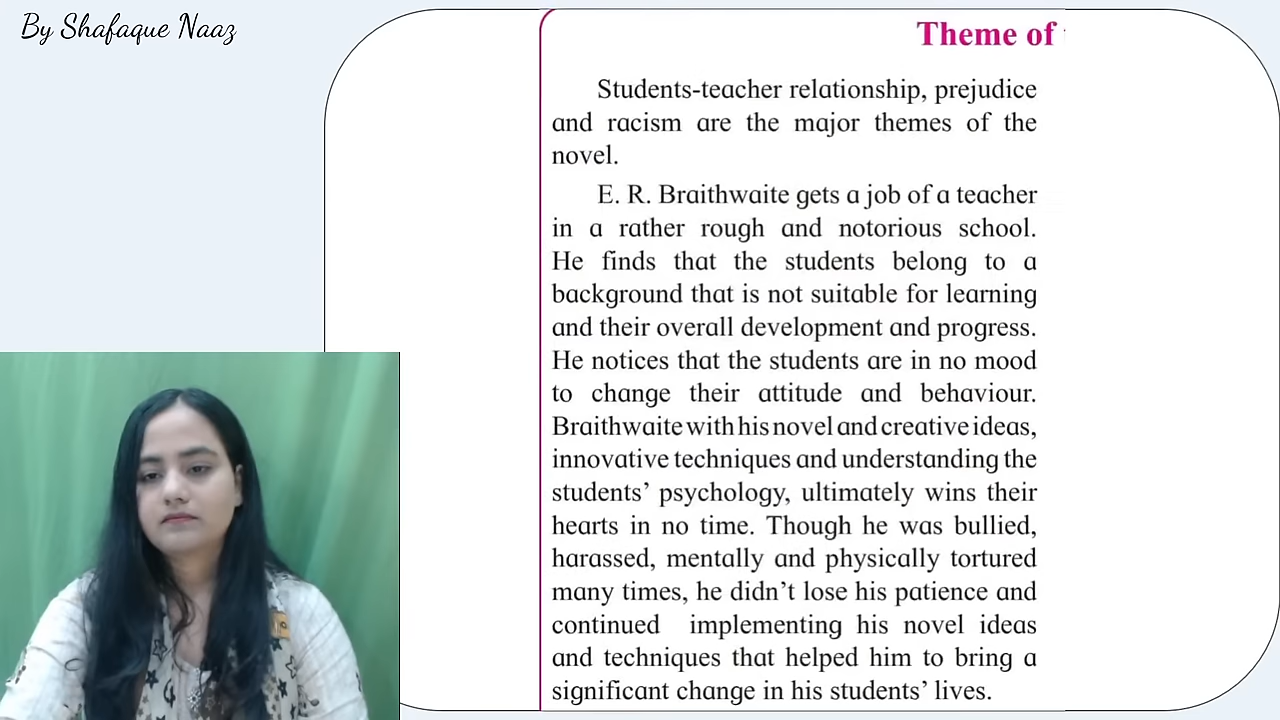 By Shafaque Naaz
Theme of
Students-teacher relationship, prejudice
and racism are the major themes of the
novel.
E. R. Braithwaite gets a job of a teacher
in a rather rough and notorious school.
He finds that the students belong to a
background that is not suitable for learning
and their overall development and progress.
He notices that the students are in no mood
to change their attitude and behaviour.
Braithwaite with his novel and creative ideas,
innovative techniques and understanding the
students’ psychology, ultimately wins their
hearts in no time. Though he was bullied,
harassed, mentally and physically tortured
many times, he didn’t lose his patience and
continued implementing his novel ideas
and techniques that helped him to bring a
significant change in his students’ lives.